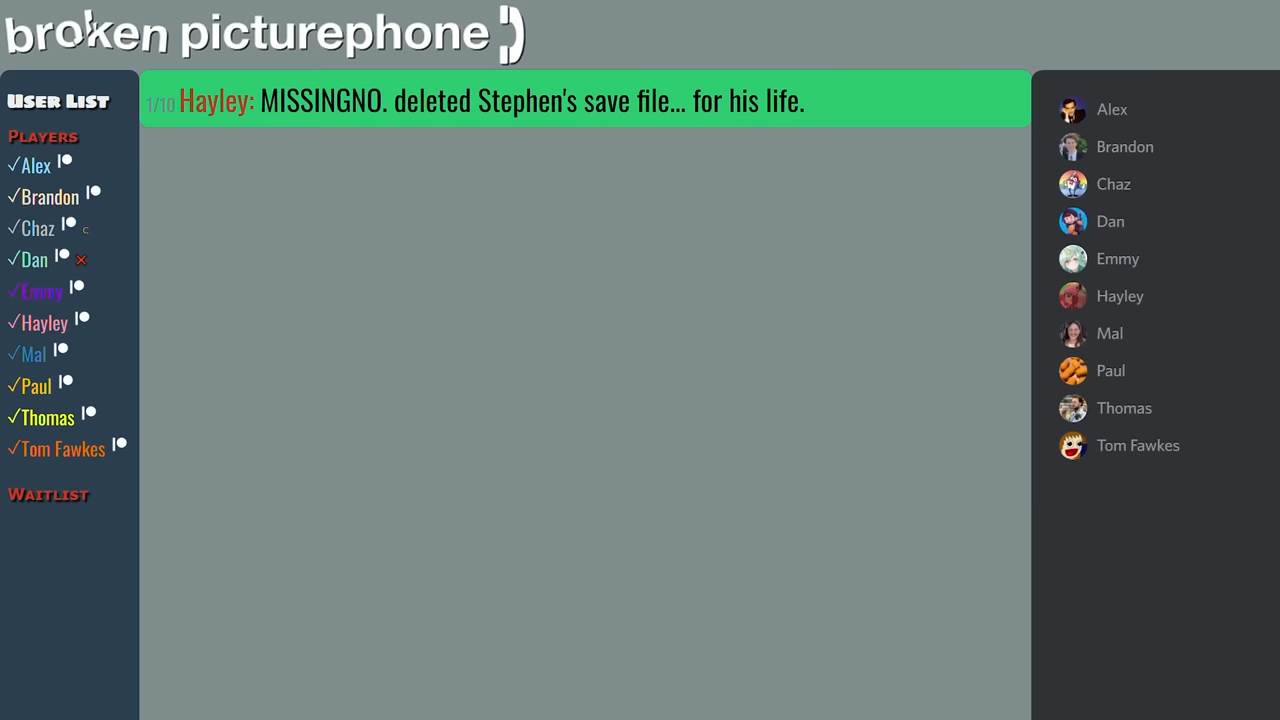 broken picturephone
User List
Players
✓Alex
✓Brandon
✓Chaz c
✓Dan
✓Emmy
✓Hayley
✓Mal
✓Paul
✓Thomas
✓Tom Fawkes
Waitlist
1/10 Hayley: MISSINGNO. deleted Stephen's save file... for his life.
Alex
Brandon
Chaz
Dan
Emmy
Hayley
Mal
Paul
Thomas
Tom Fawkes